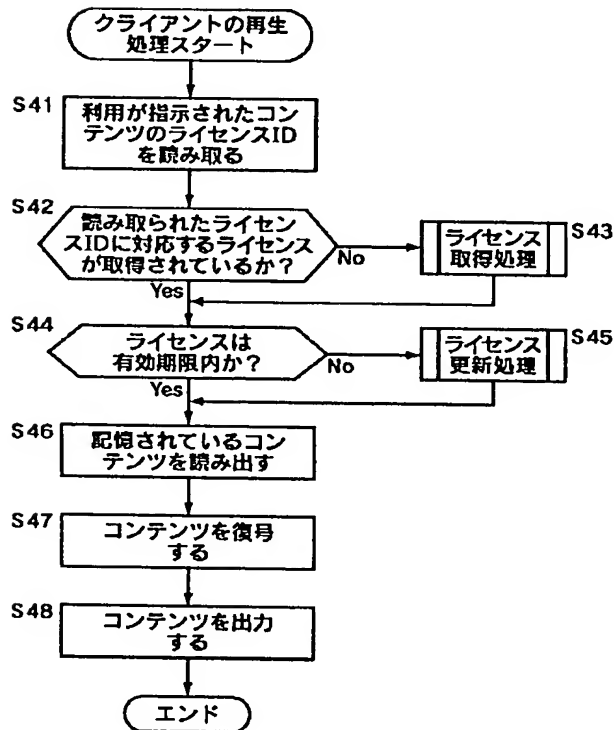 クライアントの再生
処理スタート
S41
利用が指示されたコン
テンツのライセンスID
を読み取る
S42
読み取られたライセン
スIDに対応するライセンス
が取得されているか？
No
Yes
S43
ライセンス
取得処理
S44
ライセンスは
有効期限内か？
No
Yes
S45
ライセンス
更新処理
S46
記憶されているコン
テンツを読み出す
S47
コンテンツを復号
する
S48
コンテンツを出力
する
エンド